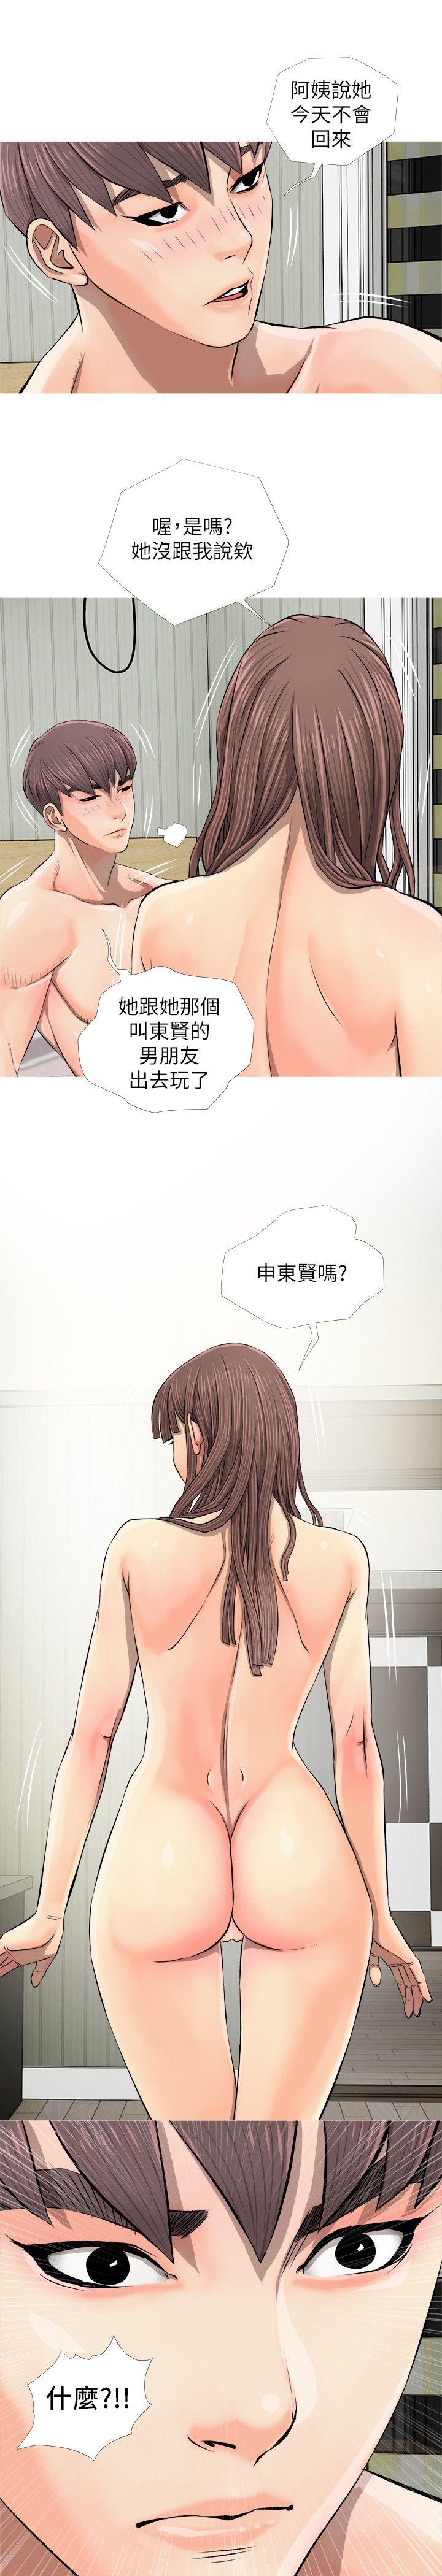 阿姨說她
今天不會
回來
喔，是嗎?
她沒跟我說欸
她跟她那個
叫東賢的
男朋友
出去玩了
申東賢嗎?
什麼?!!